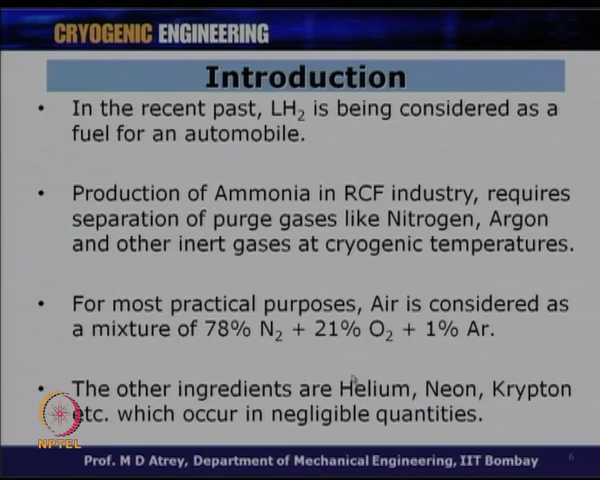 CRYOGENIC ENGINEERING
Introduction
• In the recent past, LH₂ is being considered as a
fuel for an automobile.
• Production of Ammonia in RCF industry, requires
separation of purge gases like Nitrogen, Argon
and other inert gases at cryogenic temperatures.
• For most practical purposes, Air is considered as
a mixture of 78% N₂ + 21% O₂ + 1% Ar.
• The other ingredients are Helium, Neon, Krypton
etc. which occur in negligible quantities.
NPTEL
Prof. M D Atrey, Department of Mechanical Engineering, IIT Bombay
6